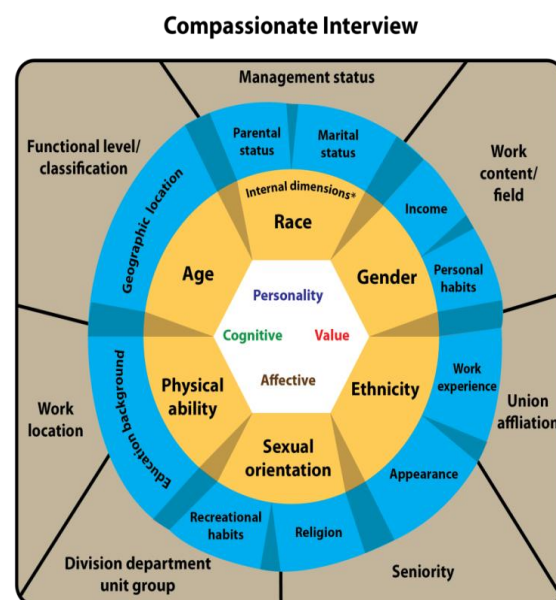 Compassionate Interview
Management status
Functional level/
classification
Work
content/
field
Parental
status
Marital
status
Geographic location
Income
Personal
habits
Internal dimensions*
Race
Age
Gender
Personality
Cognitive
Value
Affective
Physical
ability
Ethnicity
Sexual
orientation
Work
experience
Education background
Appearance
Recreational
habits
Religion
Work
location
Union
affliation
Division department
unit group
Seniority